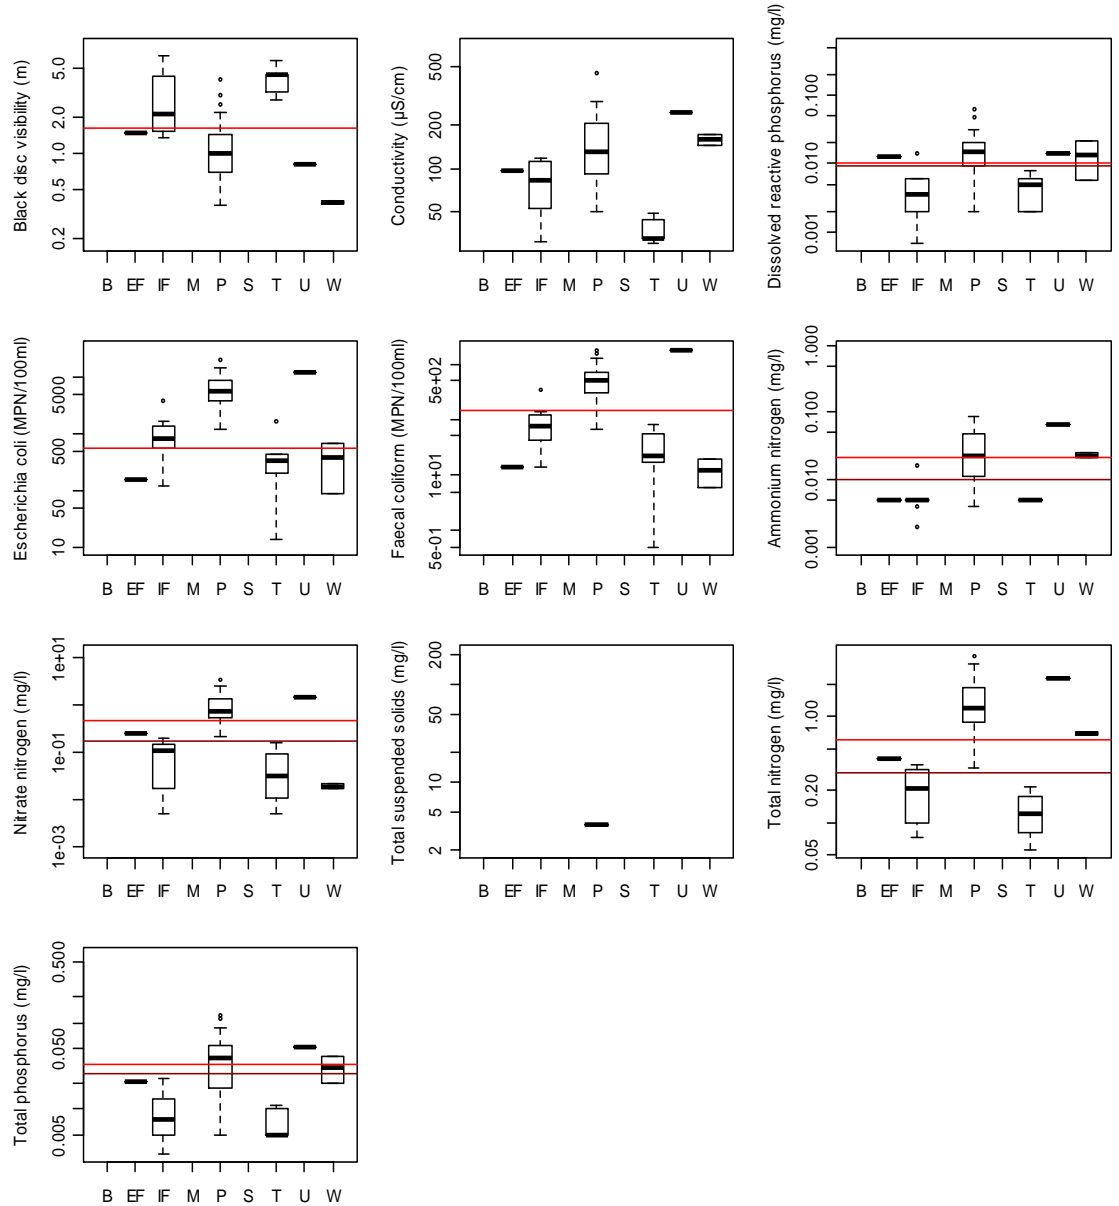 Black disc visibility (m)
5.0
2.0
1.0
0.5
0.2
B EF IF M P S T U W
Conductivity (µS/cm)
500
200
100
50
B EF IF M P S T U W
Dissolved reactive phosphorus (mg/l)
0.100
0.010
0.001
B EF IF M P S T U W
Escherichia coli (MPN/100ml)
5000
500
50
10
B EF IF M P S T U W
Faecal coliform (MPN/100ml)
5e+02
1e+01
5e-01
B EF IF M P S T U W
Ammonium nitrogen (mg/l)
1.000
0.100
0.010
0.001
B EF IF M P S T U W
Nitrate nitrogen (mg/l)
1e+01
1e-01
1e-03
B EF IF M P S T U W
Total suspended solids (mg/l)
200
50
10
5
2
B EF IF M P S T U W
Total nitrogen (mg/l)
1.00
0.20
0.05
B EF IF M P S T U W
Total phosphorus (mg/l)
0.500
0.050
0.005
B EF IF M P S T U W